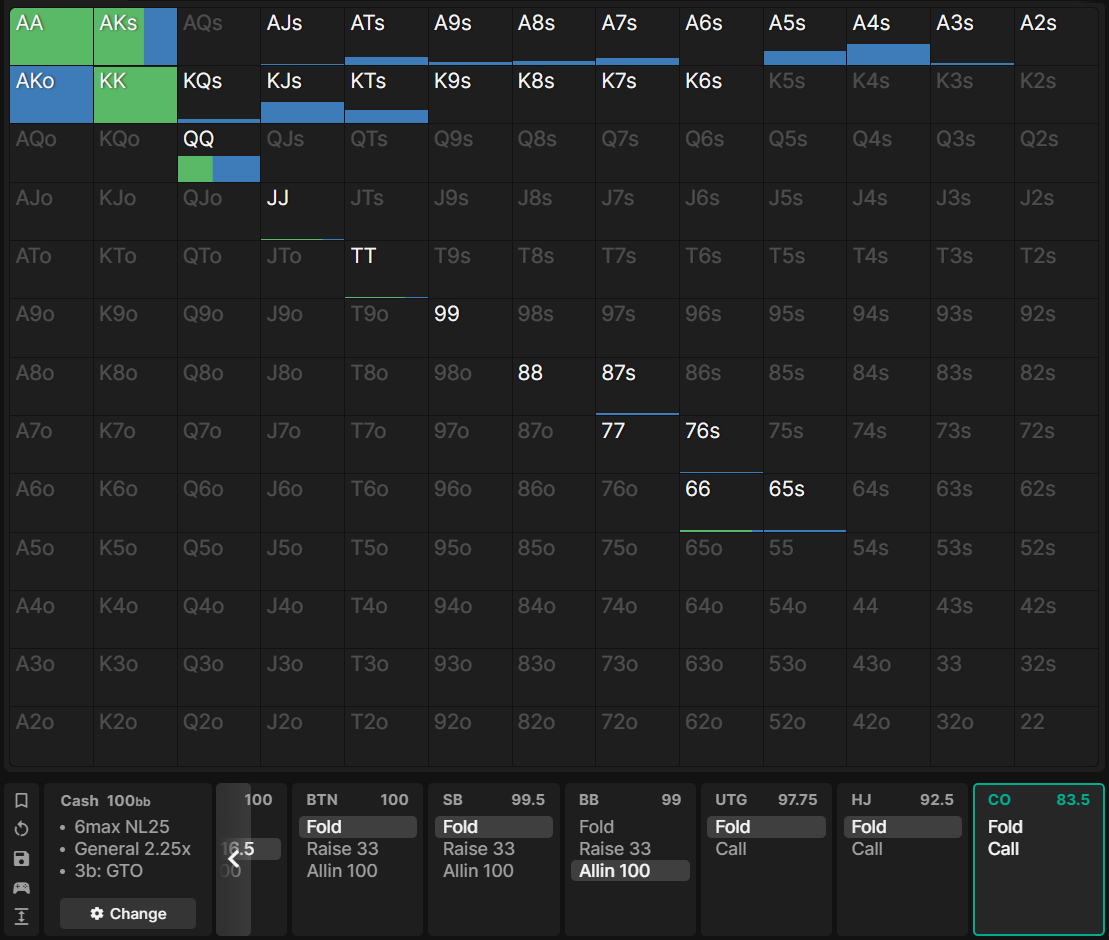 AA AKs AQs AJs ATs A9s A8s A7s A6s A5s A4s A3s A2s
AKo KK KQs KJs KTs K9s K8s K7s K6s K5s K4s K3s K2s
AQo KQo QQ QJs QTs Q9s Q8s Q7s Q6s Q5s Q4s Q3s Q2s
AJo KJo QJo JJ JTs J9s J8s J7s J6s J5s J4s J3s J2s
ATo KTo QTo JTo TT T9s T8s T7s T6s T5s T4s T3s T2s
A9o K9o Q9o J9o T9o 99 98s 97s 96s 95s 94s 93s 92s
A8o K8o Q8o J8o T8o 98o 88 87s 86s 85s 84s 83s 82s
A7o K7o Q7o J7o T7o 97o 87o 77 76s 75s 74s 73s 72s
A6o K6o Q6o J6o T6o 96o 86o 76o 66 65s 64s 63s 62s
A5o K5o Q5o J5o T5o 95o 85o 75o 65o 55 54s 53s 52s
A4o K4o Q4o J4o T4o 94o 84o 74o 64o 54o 44 43s 42s
A3o K3o Q3o J3o T3o 93o 83o 73o 63o 53o 43o 33 32s
A2o K2o Q2o J2o T2o 92o 82o 72o 62o 52o 42o 32o 22
Cash 100bb
• 6max NL25
• General 2.25x
• 3b: GTO
Change
100
16.5
00
BTN 100
Fold
Raise 33
Allin 100
SB 99.5
Fold
Raise 33
Allin 100
BB 99
Fold
Raise 33
Allin 100
UTG 97.75
Fold
Call
HJ 92.5
Fold
Call
CO 83.5
Fold
Call